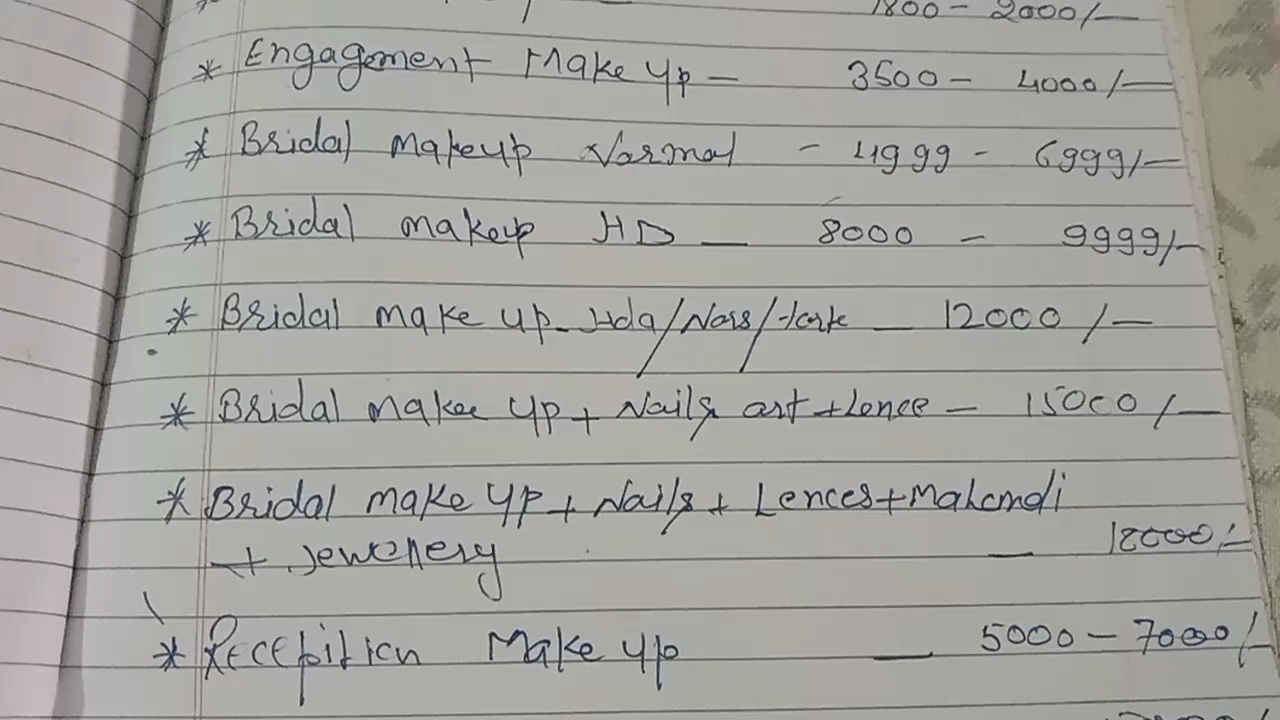 1800 - 2000/-
* Engagement Make up - 3500 - 4000/-
* Bridal makeup Normal - 4999 - 6999/-
* Bridal makeup HD - 8000 - 9999/-
* Bridal make up - Hda/Nars/ - 12000/-
* Bridal make up + Nails art + Lence - 15000/-
* Bridal make up + Nails + Lences + Mahendi
+ Jewellery - 18000/-
* Recepition Make up - 5000 - 7000/-